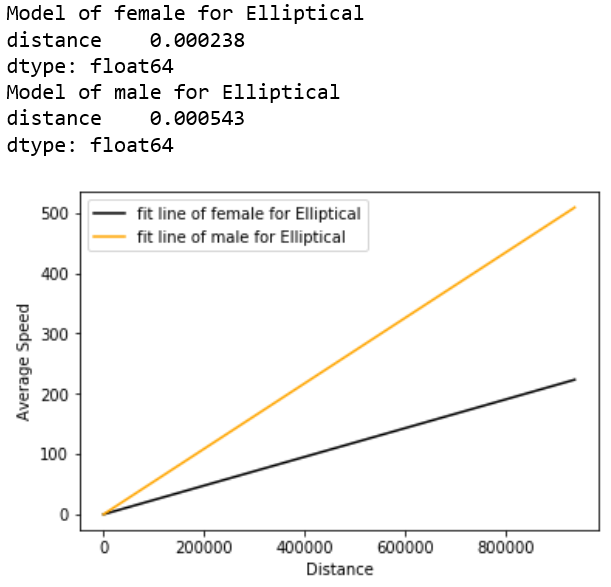 Model of female for Elliptical
distance    0.000238
dtype: float64
Model of male for Elliptical
distance    0.000543
dtype: float64
fit line of female for Elliptical
fit line of male for Elliptical
500
400
300
200
100
0
Average Speed
0 200000 400000 600000 800000
Distance